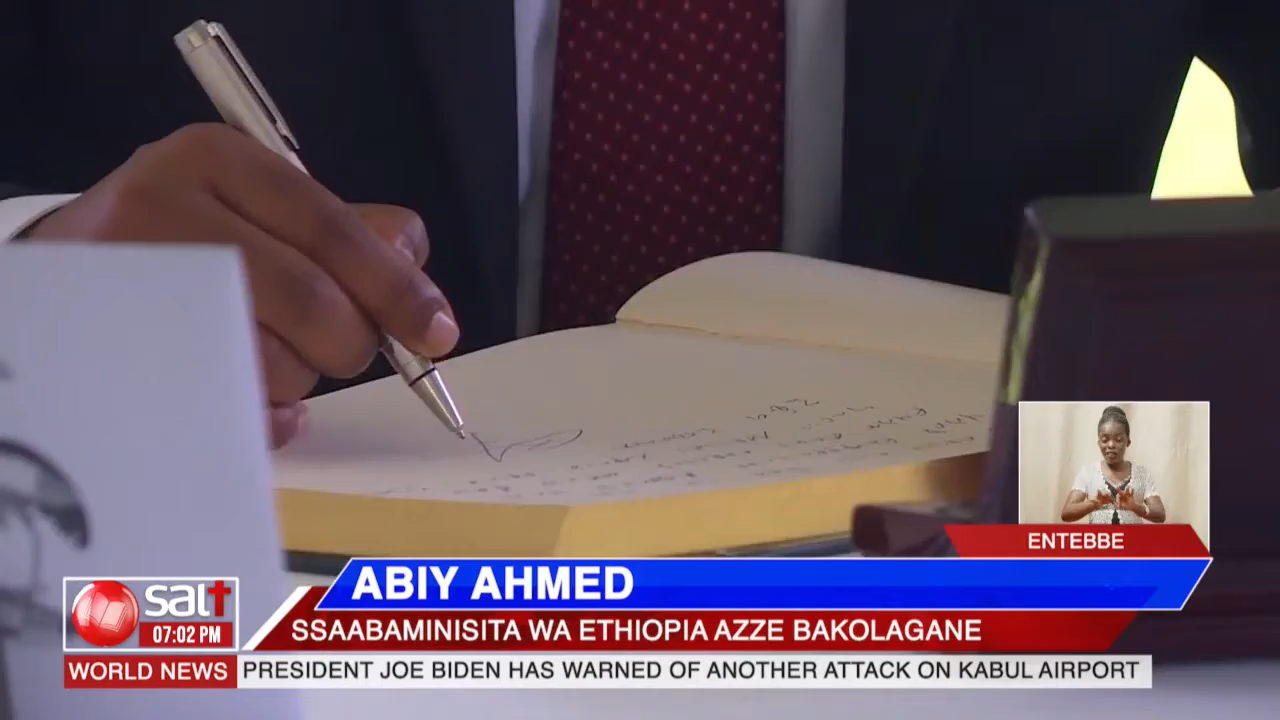 ENTEBBE
ABIY AHMED
salt
07:02 PM
SSAABAMINISITA WA ETHIOPIA AZZE BAKOLAGANE
WORLD NEWS PRESIDENT JOE BIDEN HAS WARNED OF ANOTHER ATTACK ON KABUL AIRPORT